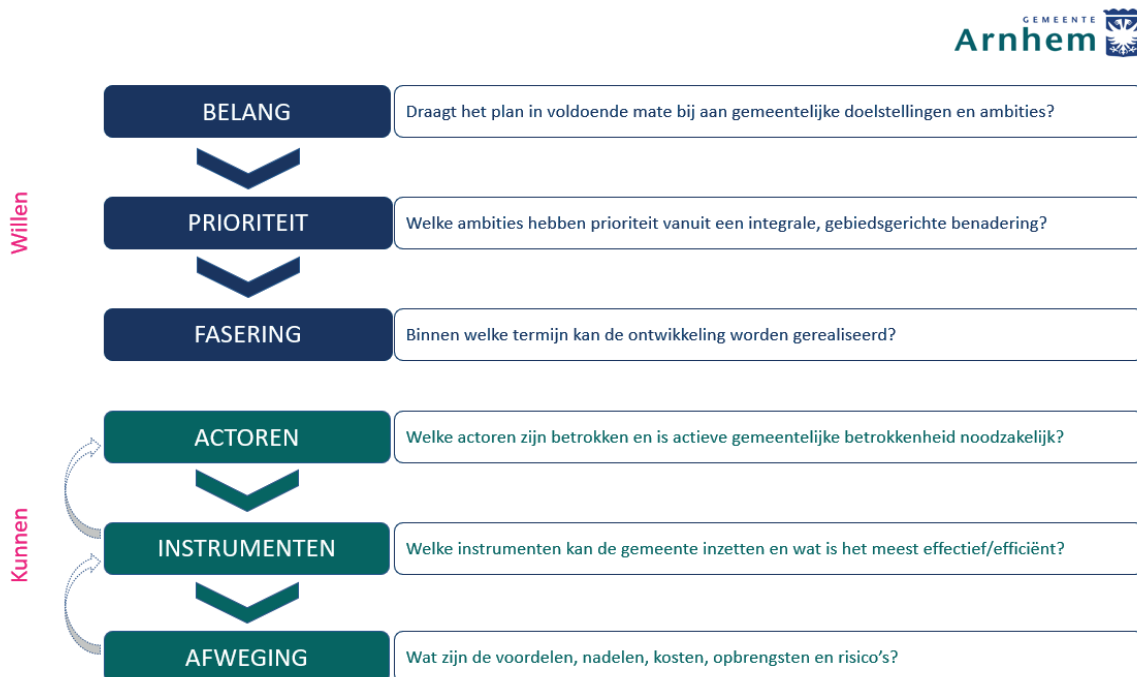 GEMEENTE
Arnhem
Willen
BELANG
Draagt het plan in voldoende mate bij aan gemeentelijke doelstellingen en ambities?
PRIORITEIT
Welke ambities hebben prioriteit vanuit een integrale, gebiedsgerichte benadering?
FASERING
Binnen welke termijn kan de ontwikkeling worden gerealiseerd?
Kunnen
ACTOREN
Welke actoren zijn betrokken en is actieve gemeentelijke betrokkenheid noodzakelijk?
INSTRUMENTEN
Welke instrumenten kan de gemeente inzetten en wat is het meest effectief/efficiënt?
AFWEGING
Wat zijn de voordelen, nadelen, kosten, opbrengsten en risico's?